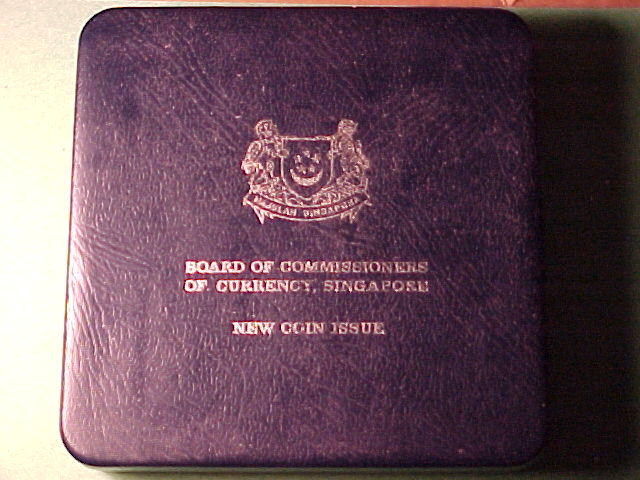 MAJULAH SINGAPURA
BOARD OF COMMISSIONERS
OF CURRENCY, SINGAPORE
NEW COIN ISSUE